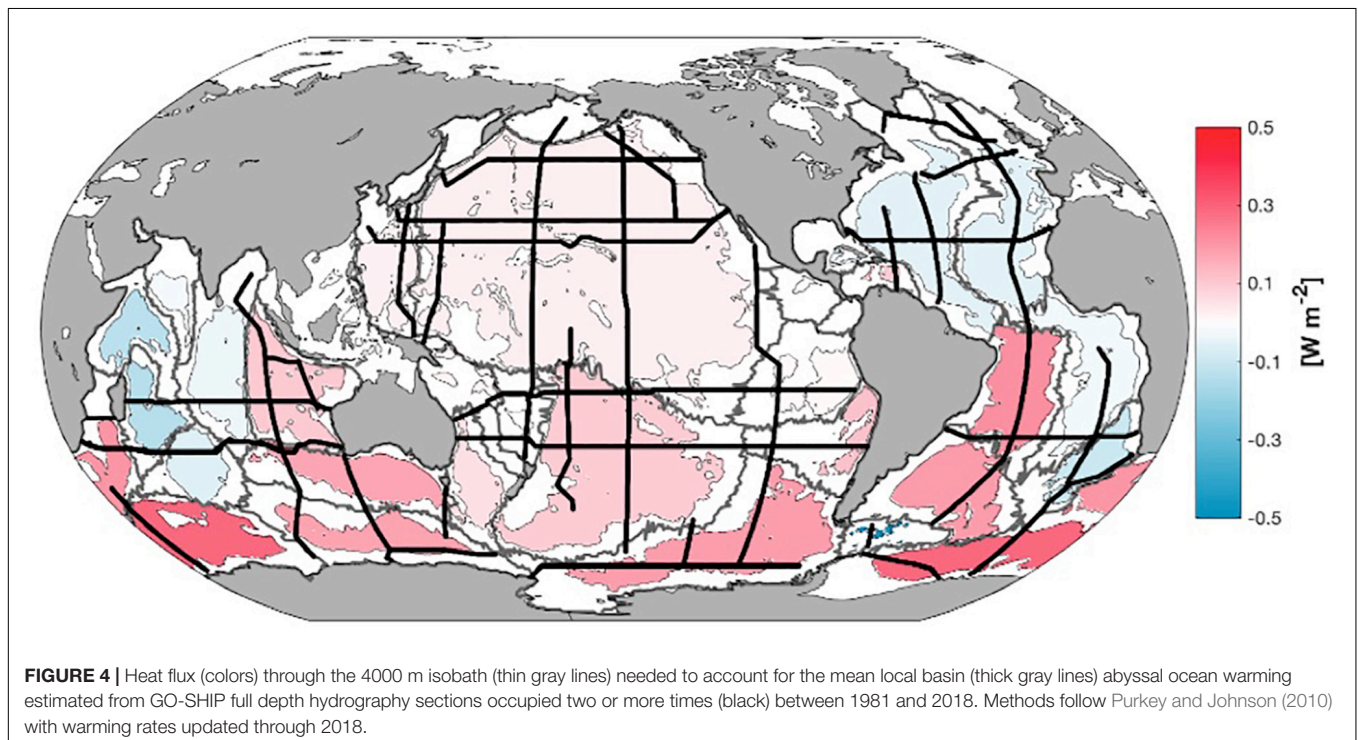 0.5
0.3
0.1
-0.1
-0.3
-0.5
[W m⁻²]
FIGURE 4 | Heat flux (colors) through the 4000 m isobath (thin gray lines) needed to account for the mean local basin (thick gray lines) abyssal ocean warming
estimated from GO-SHIP full depth hydrography sections occupied two or more times (black) between 1981 and 2018. Methods follow Purkey and Johnson (2010)
with warming rates updated through 2018.